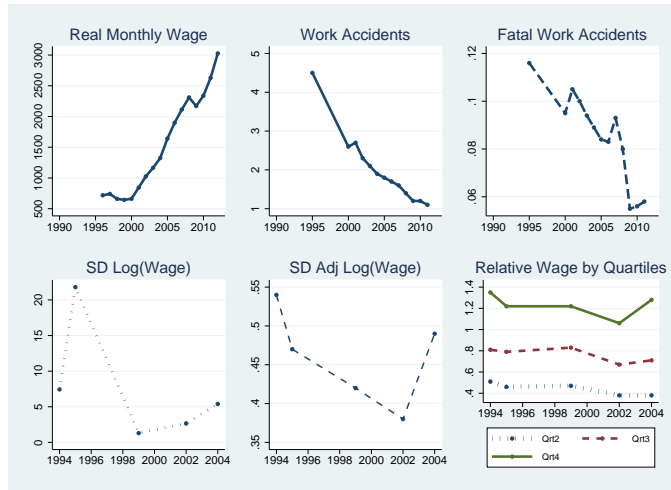 Real Monthly Wage
3000
2500
2000
1500
1000
500
1990 1995 2000 2005 2010
Work Accidents
5
4
3
2
1
1990 1995 2000 2005 2010
Fatal Work Accidents
.12
.1
.08
.06
1990 1995 2000 2005 2010
SD Log(Wage)
20
15
10
5
0
1994 1996 1998 2000 2002 2004
SD Adj Log(Wage)
.55
.5
.45
.4
.35
1994 1996 1998 2000 2002 2004
Relative Wage by Quartiles
1.4
1.2
1
.8
.6
.4
1994 1996 1998 2000 2002 2004
Qrt2 Qrt3
Qrt4